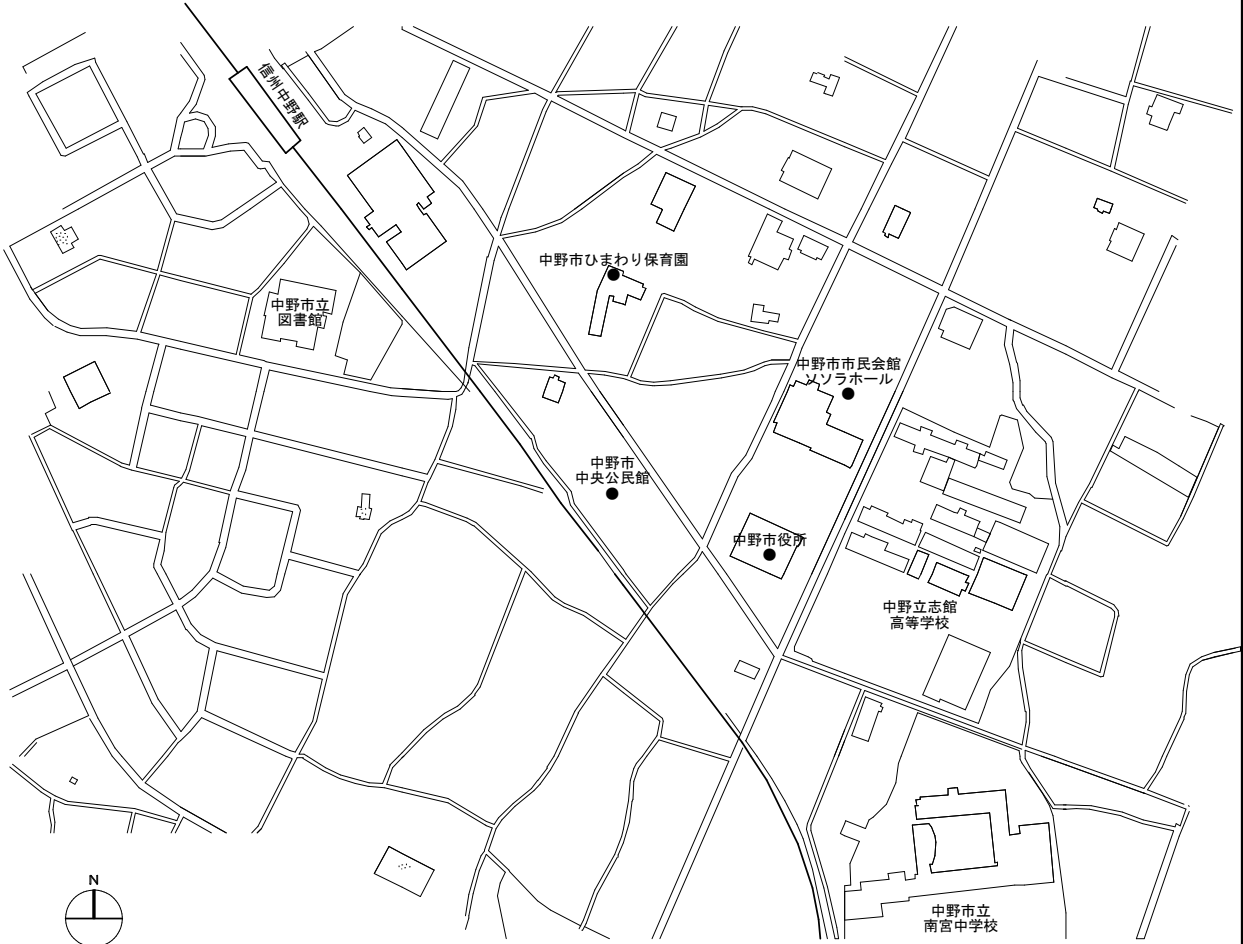 信州中野駅
中野市ひまわり保育園
中野市立
図書館
中野市市民会館
ソソラホール
中野市
中央公民館
中野市役所
中野立志館
高等学校
中野市立
南宮中学校
N